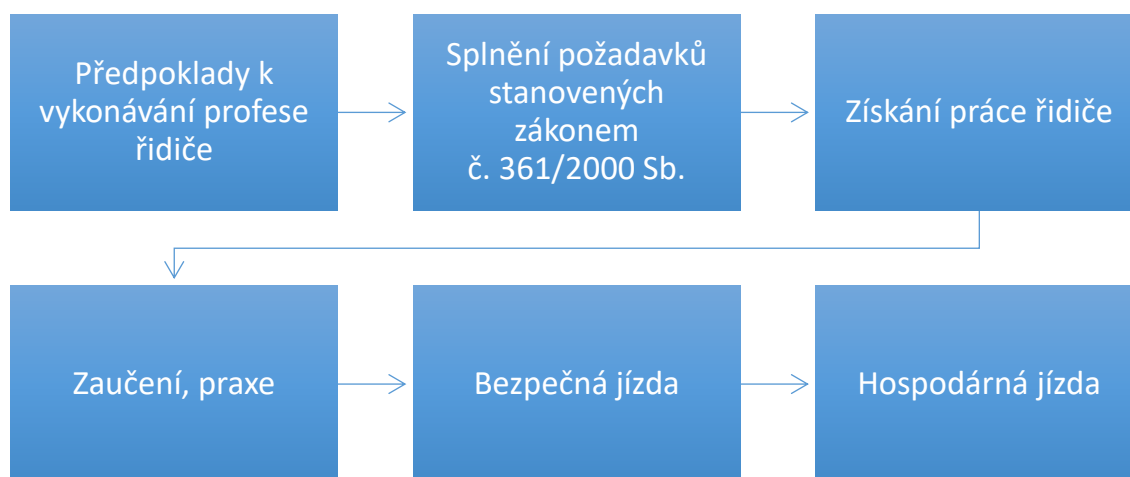 Předpoklady k
vykonávání profese
řidiče
Splnění požadavků
stanovených
zákonem
č. 361/2000 Sb.
Získání práce řidiče
Zaučení, praxe
Bezpečná jízda
Hospodárná jízda